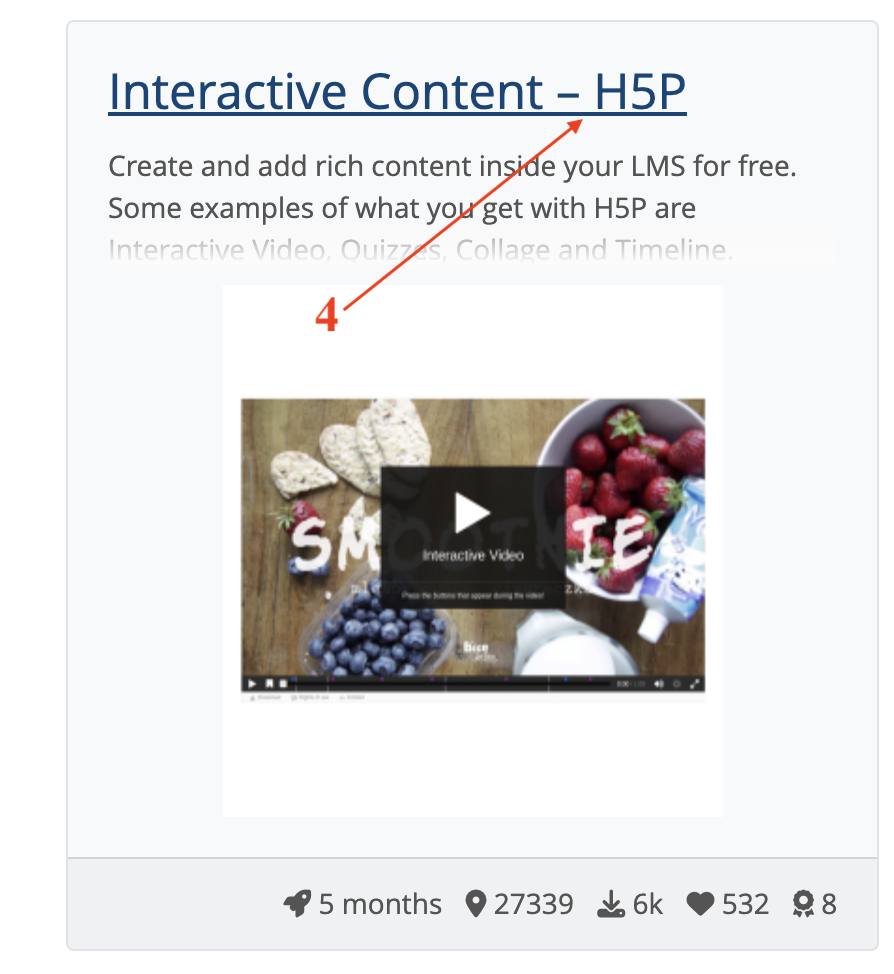 Interactive Content – H5P
Create and add rich content inside your LMS for free.
Some examples of what you get with H5P are
Interactive Video, Quizzes, Collage and Timeline.
4
SM
IE
Interactive Video
Press the buttons that appear during the video!
5 months 27339 6k 532 8